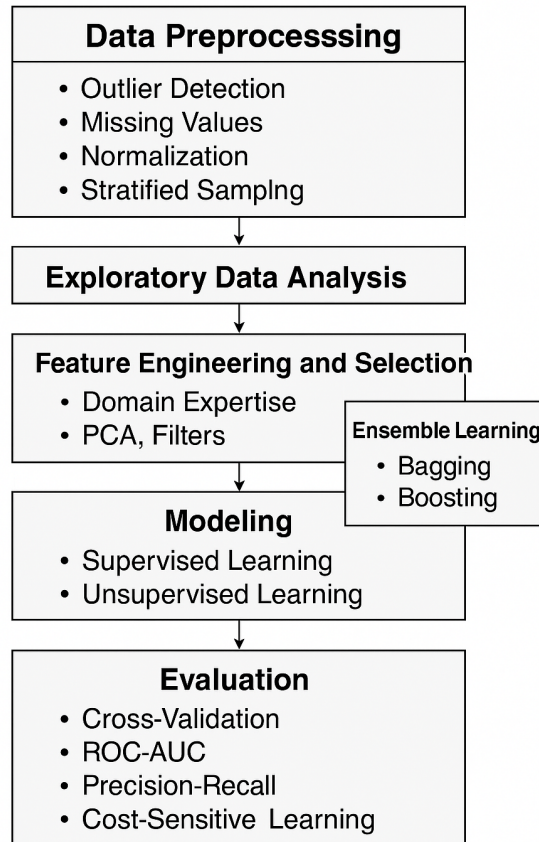 Data Preprocesssing
• Outlier Detection
• Missing Values
• Normalization
• Stratified Samplng
Exploratory Data Analysis
Feature Engineering and Selection
• Domain Expertise
• PCA, Filters
Ensemble Learning
• Bagging
• Boosting
Modeling
• Supervised Learning
• Unsupervised Learning
Evaluation
• Cross-Validation
• ROC-AUC
• Precision-Recall
• Cost-Sensitive Learning